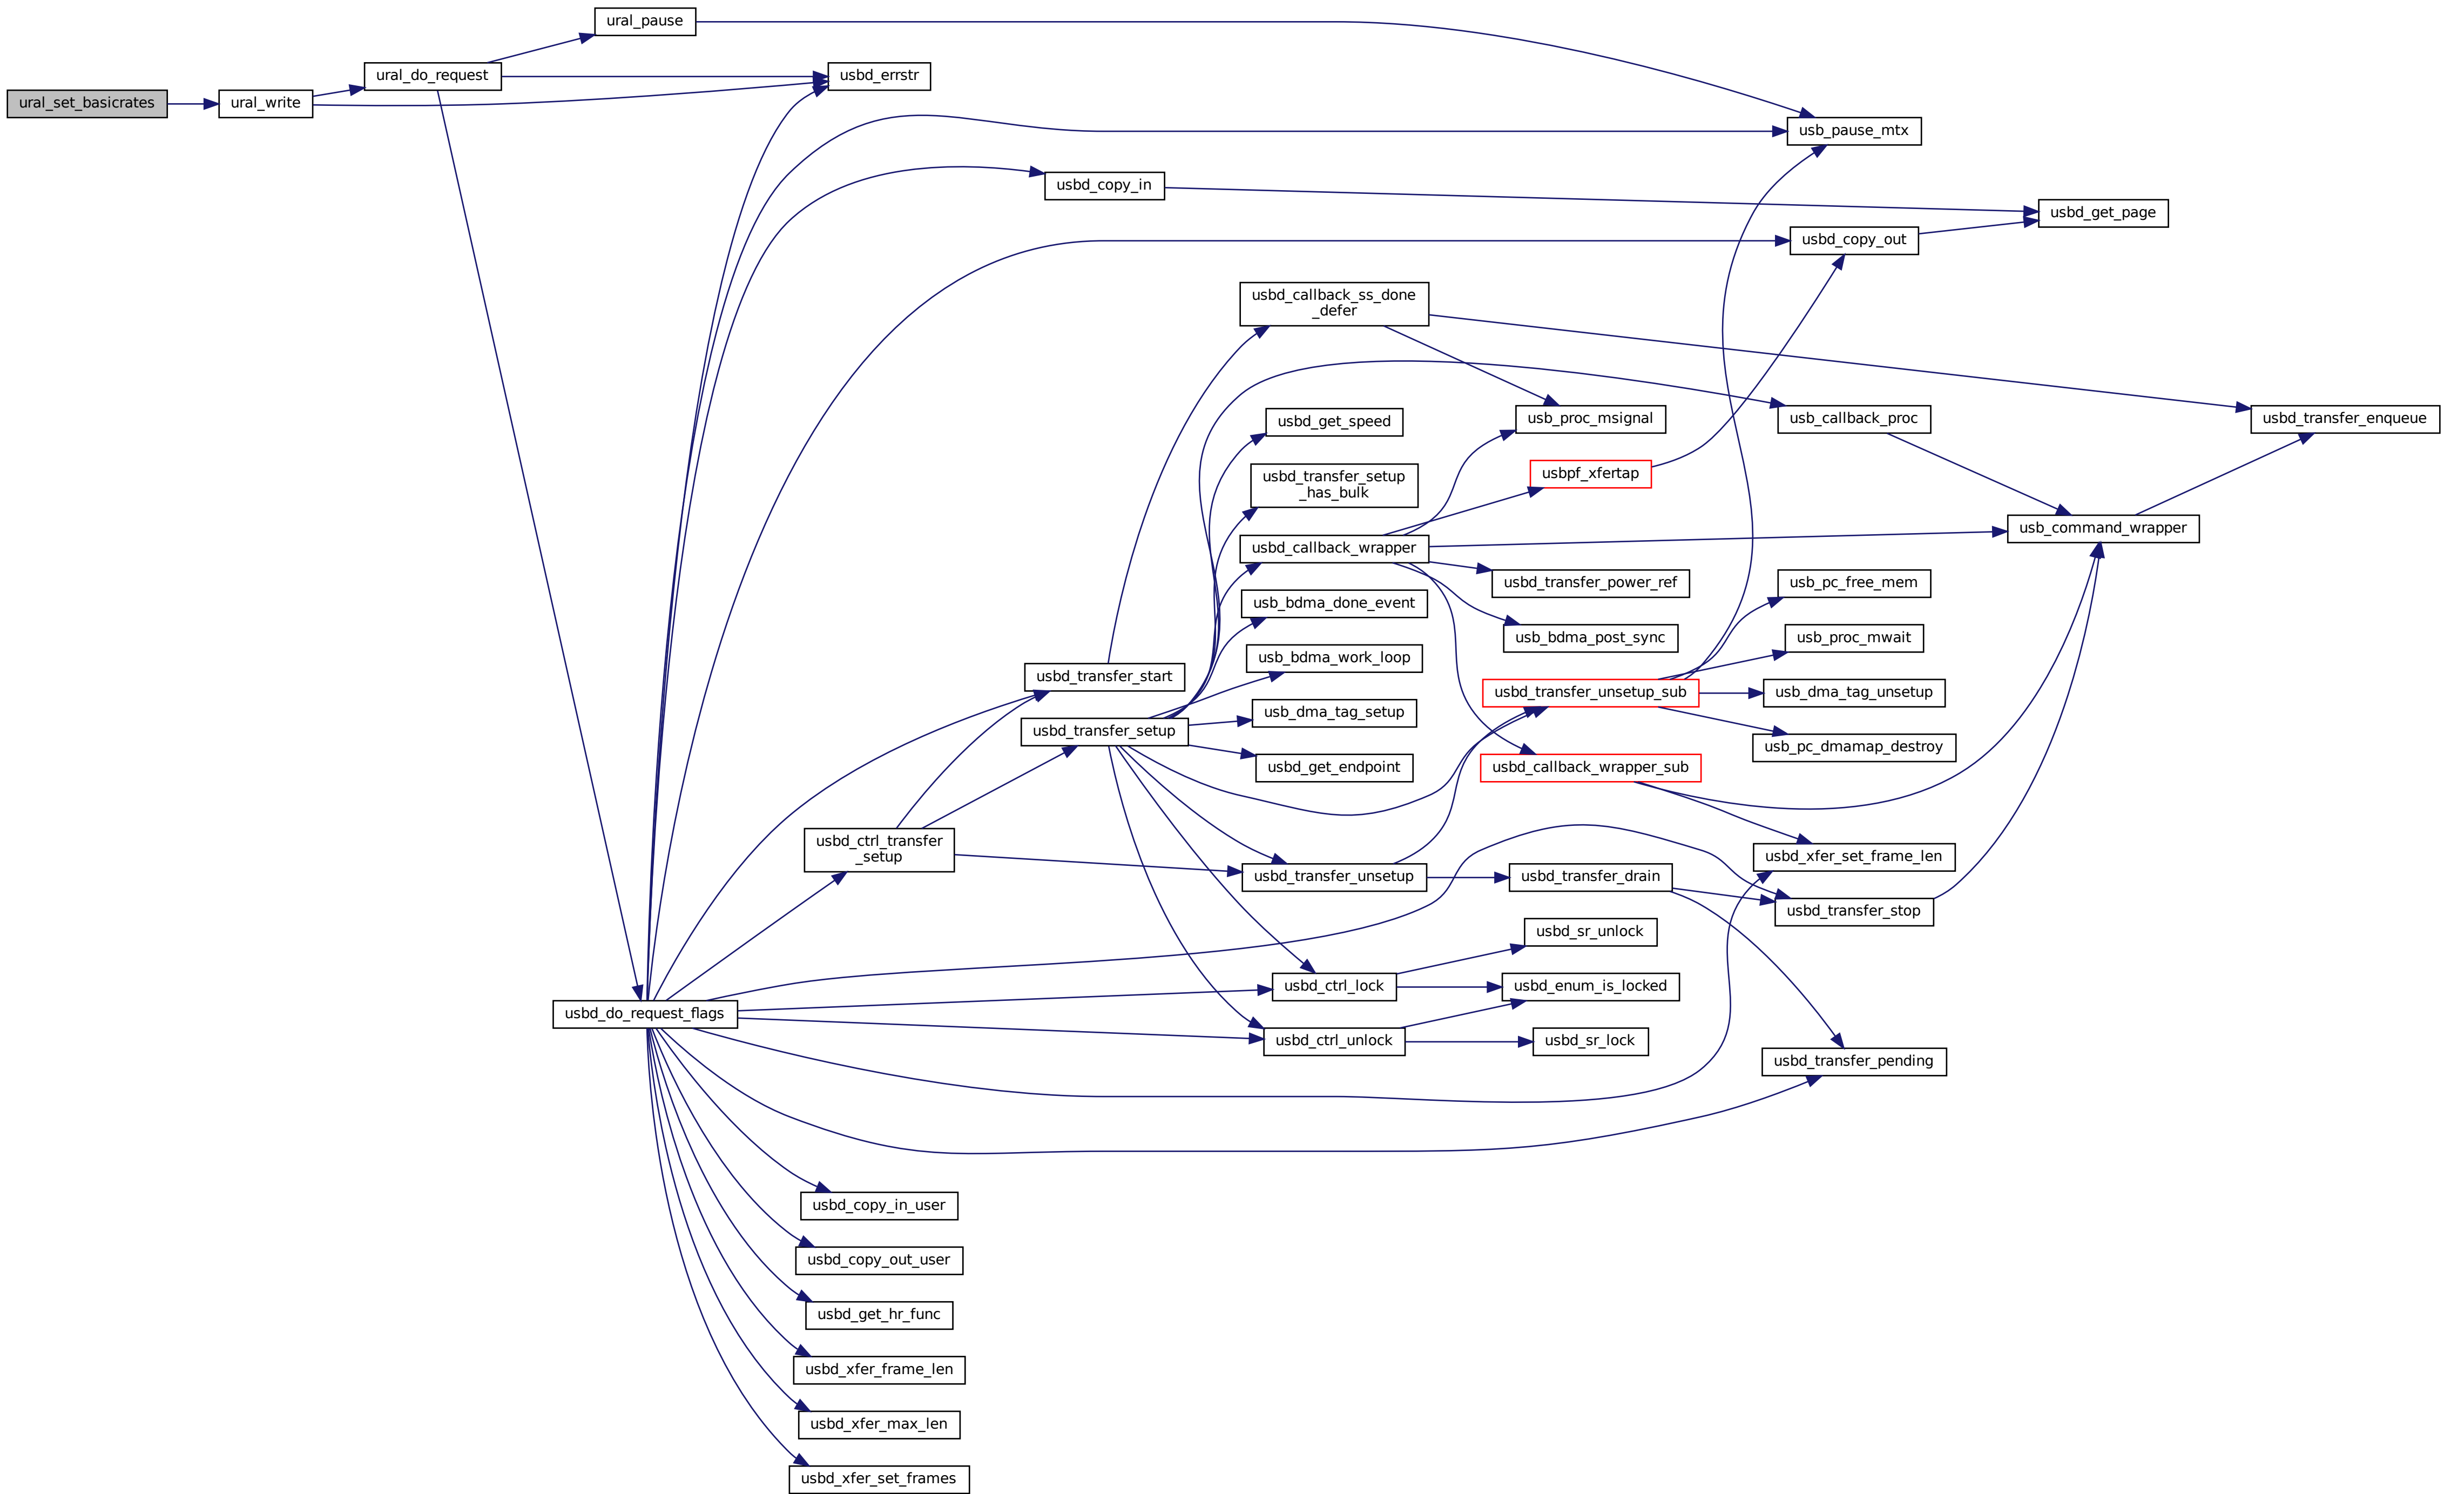 ural_pause
ural_do_request
usbd_errstr
ural_set_basicrates
ural_write
usb_pause_mtx
usbd_copy_in
usbd_get_page
usbd_copy_out
usbd_callback_ss_done
_defer
usbd_get_speed
usb_proc_msignal
usb_callback_proc
usbd_transfer_enqueue
usbd_transfer_setup
_has_bulk
usbpf_xfertap
usb_command_wrapper
usbd_callback_wrapper
usbd_transfer_power_ref
usb_pc_free_mem
usb_bdma_done_event
usb_bdma_post_sync
usb_proc_mwait
usb_bdma_work_loop
usbd_transfer_start
usbd_transfer_unsetup_sub
usb_dma_tag_unsetup
usb_dma_tag_setup
usbd_transfer_setup
usb_pc_dmamap_destroy
usbd_get_endpoint
usbd_callback_wrapper_sub
usbd_ctrl_transfer
_setup
usbd_xfer_set_frame_len
usbd_transfer_unsetup
usbd_transfer_drain
usbd_transfer_stop
usbd_sr_unlock
usbd_ctrl_lock
usbd_enum_is_locked
usbd_do_request_flags
usbd_ctrl_unlock
usbd_sr_lock
usbd_transfer_pending
usbd_copy_in_user
usbd_copy_out_user
usbd_get_hr_func
usbd_xfer_frame_len
usbd_xfer_max_len
usbd_xfer_set_frames